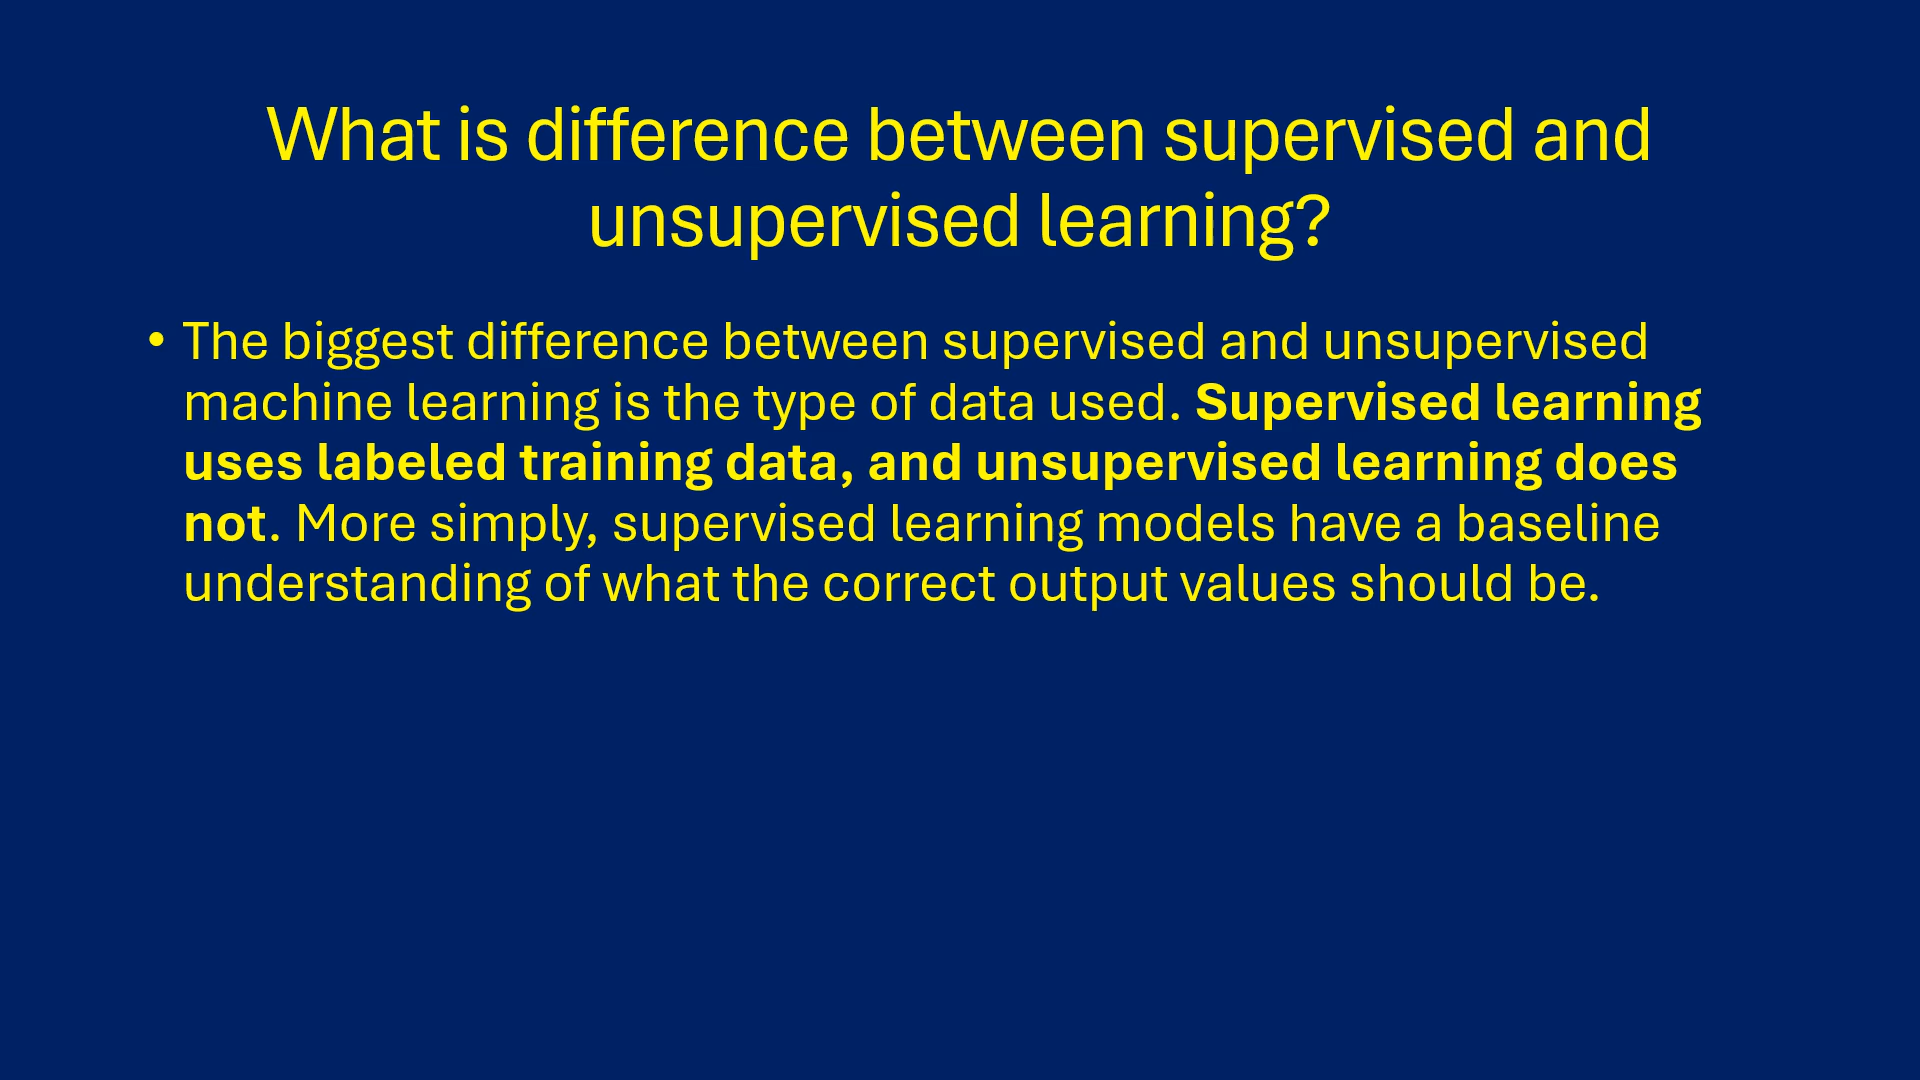 What is difference between supervised and
unsupervised learning?
• The biggest difference between supervised and unsupervised
machine learning is the type of data used. Supervised learning
uses labeled training data, and unsupervised learning does
not. More simply, supervised learning models have a baseline
understanding of what the correct output values should be.